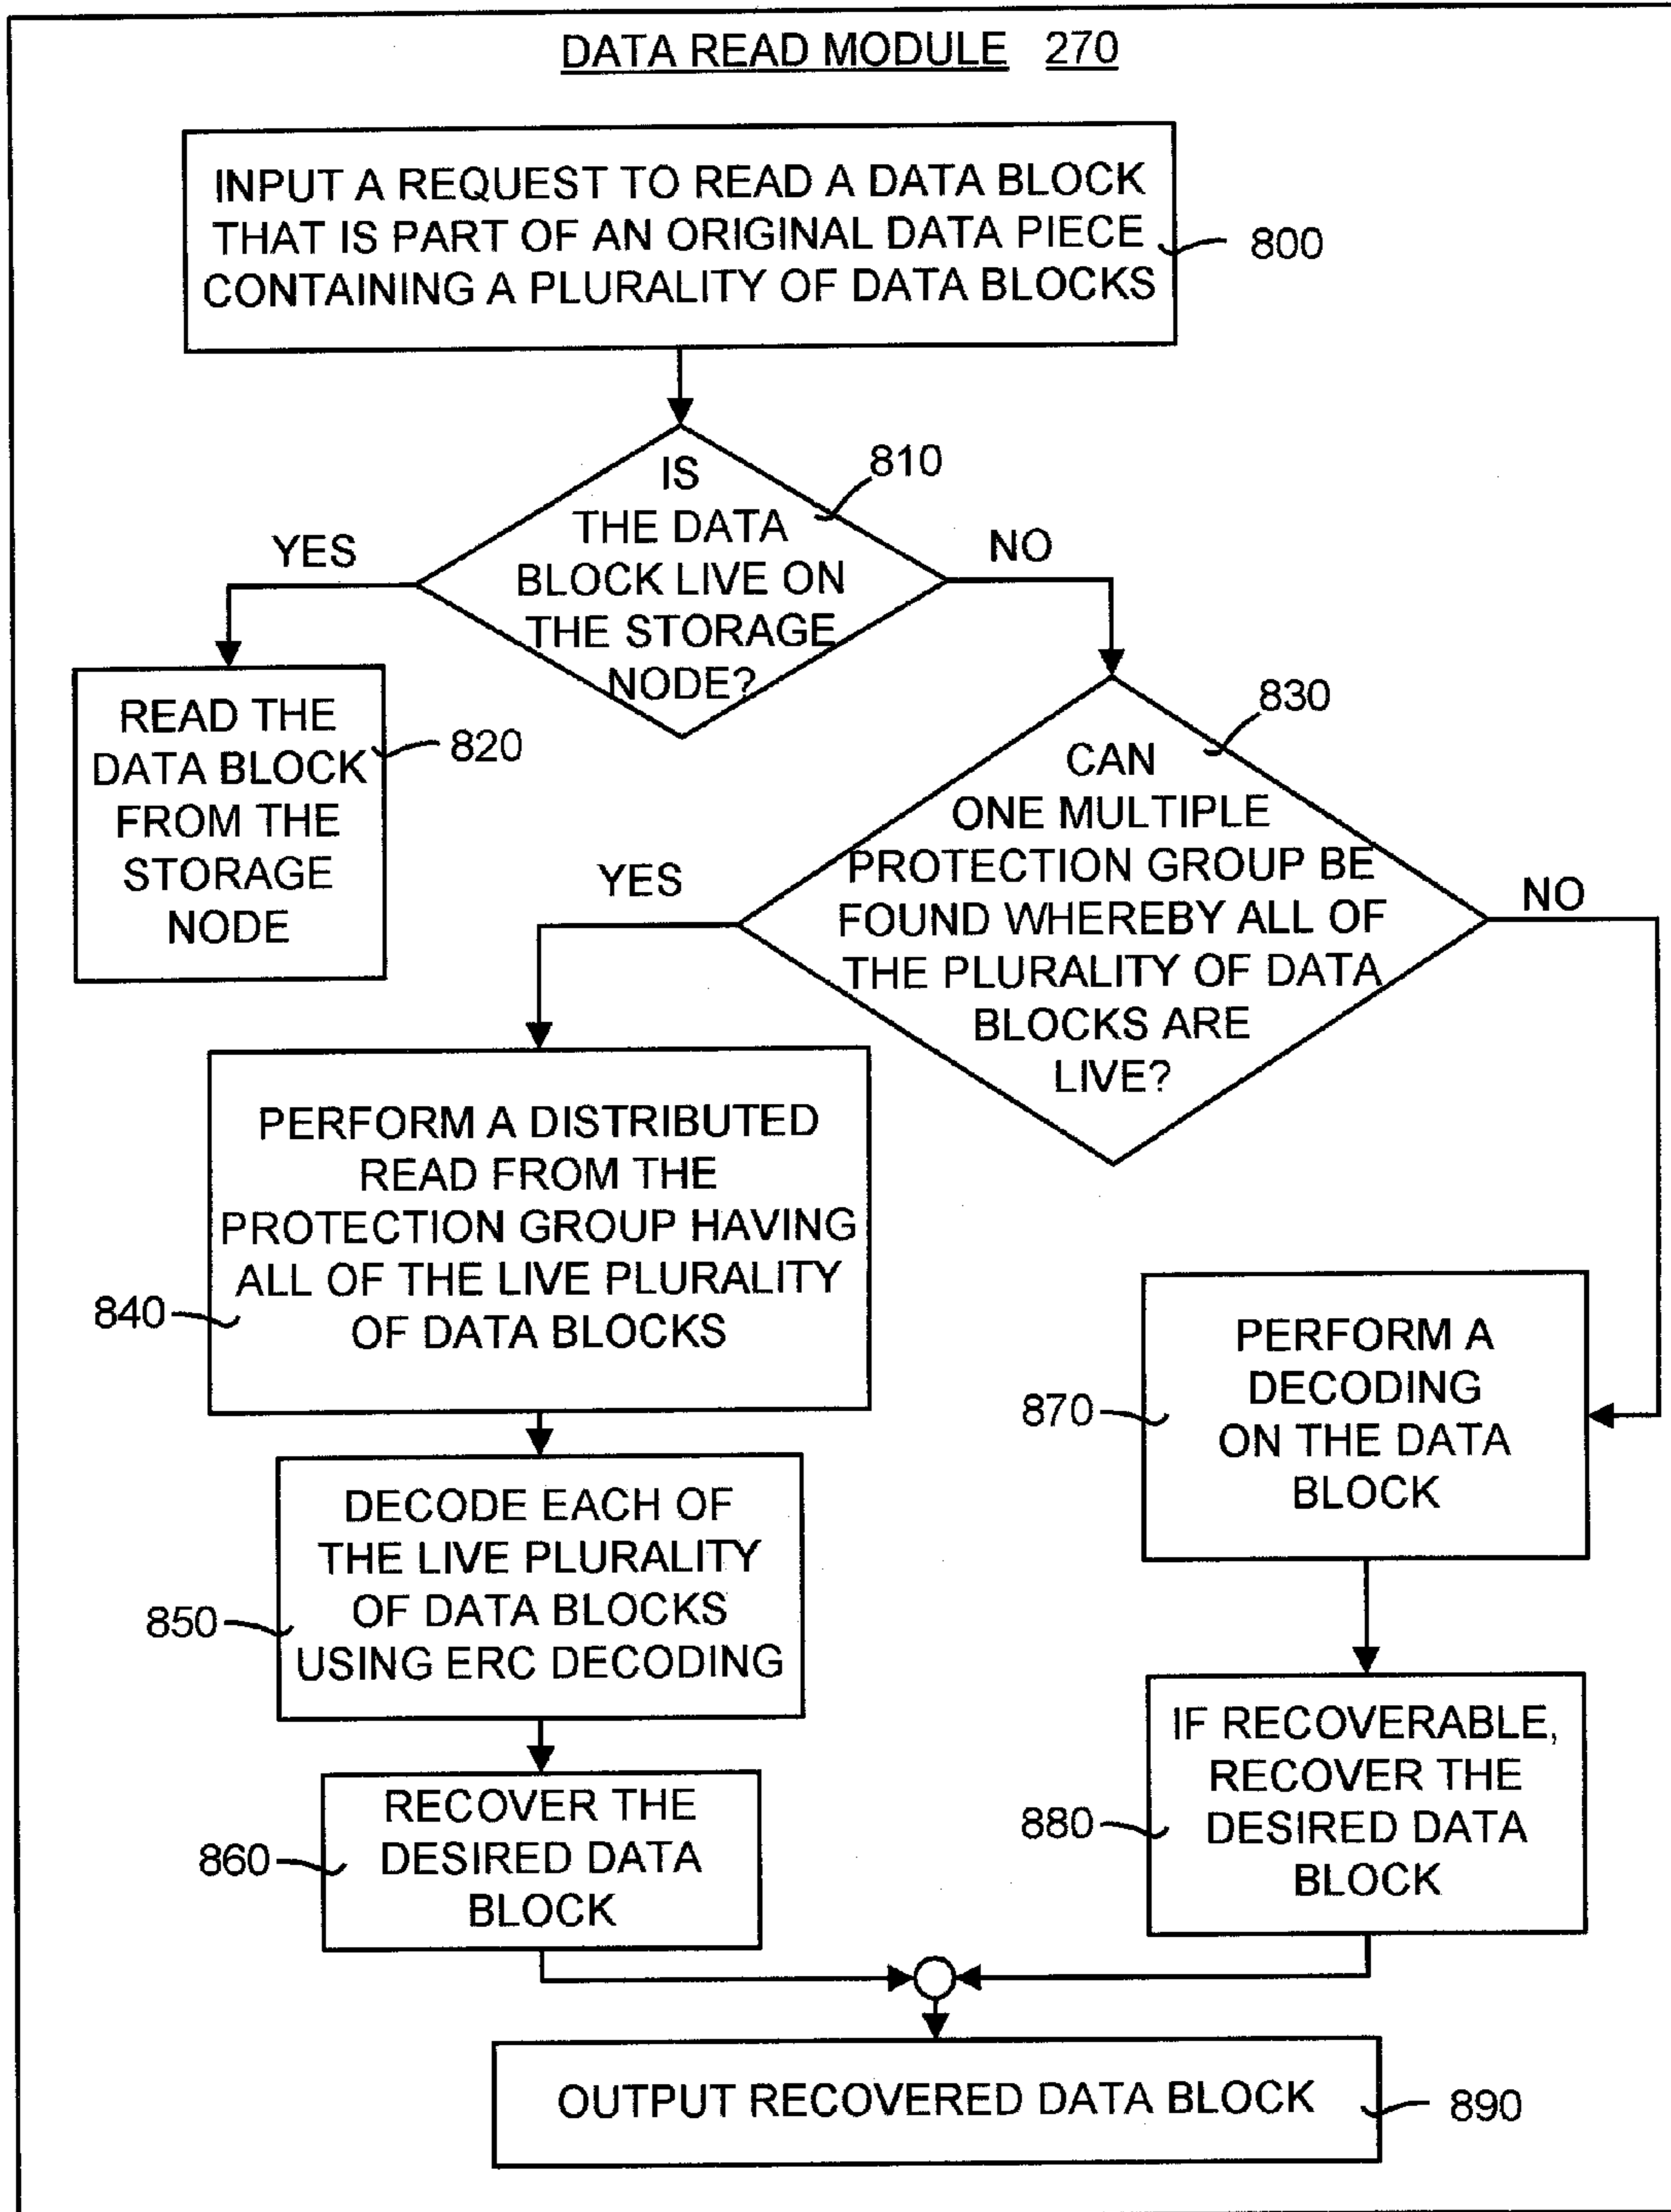 DATA READ MODULE 270
INPUT A REQUEST TO READ A DATA BLOCK
THAT IS PART OF AN ORIGINAL DATA PIECE
CONTAINING A PLURALITY OF DATA BLOCKS
800
IS
THE DATA
BLOCK LIVE ON
THE STORAGE
NODE?
810
YES
NO
READ THE
DATA BLOCK
FROM THE
STORAGE
NODE
820
CAN
ONE MULTIPLE
PROTECTION GROUP BE
FOUND WHEREBY ALL OF
THE PLURALITY OF DATA
BLOCKS ARE
LIVE?
830
YES
NO
PERFORM A DISTRIBUTED
READ FROM THE
PROTECTION GROUP HAVING
ALL OF THE LIVE PLURALITY
OF DATA BLOCKS
840
DECODE EACH OF
THE LIVE PLURALITY
OF DATA BLOCKS
USING ERC DECODING
850
RECOVER THE
DESIRED DATA
BLOCK
860
PERFORM A
DECODING
ON THE DATA
BLOCK
870
IF RECOVERABLE,
RECOVER THE
DESIRED DATA
BLOCK
880
OUTPUT RECOVERED DATA BLOCK
890